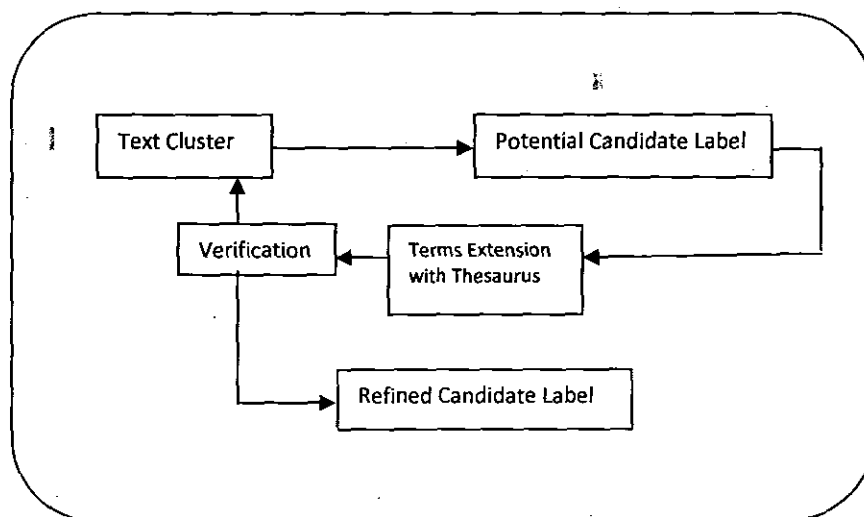 Text Cluster
Potential Candidate Label
Verification
Terms Extension
with Thesaurus
Refined Candidate Label